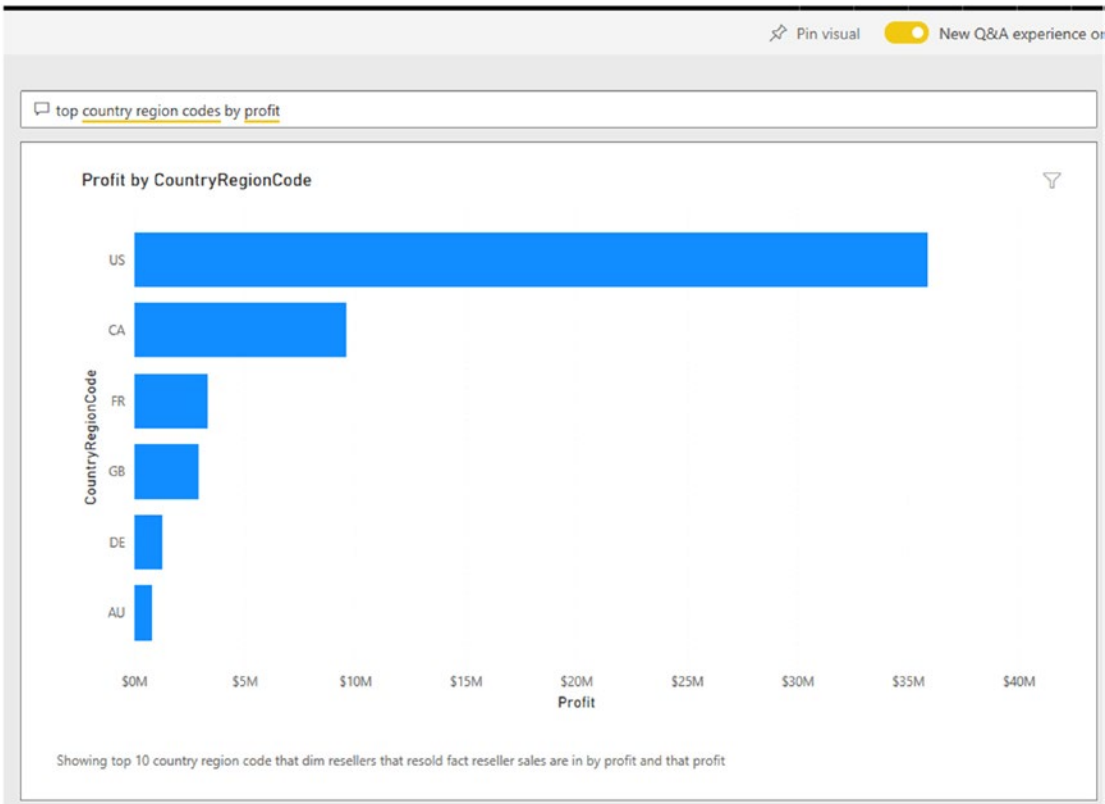 Pin visual
New Q&A experience on
top country region codes by profit
Profit by CountryRegionCode
CountryRegionCode
US
CA
FR
GB
DE
AU
$0M $5M $10M $15M $20M $25M $30M $35M $40M
Profit
Showing top 10 country region code that dim resellers that resold fact reseller sales are in by profit and that profit